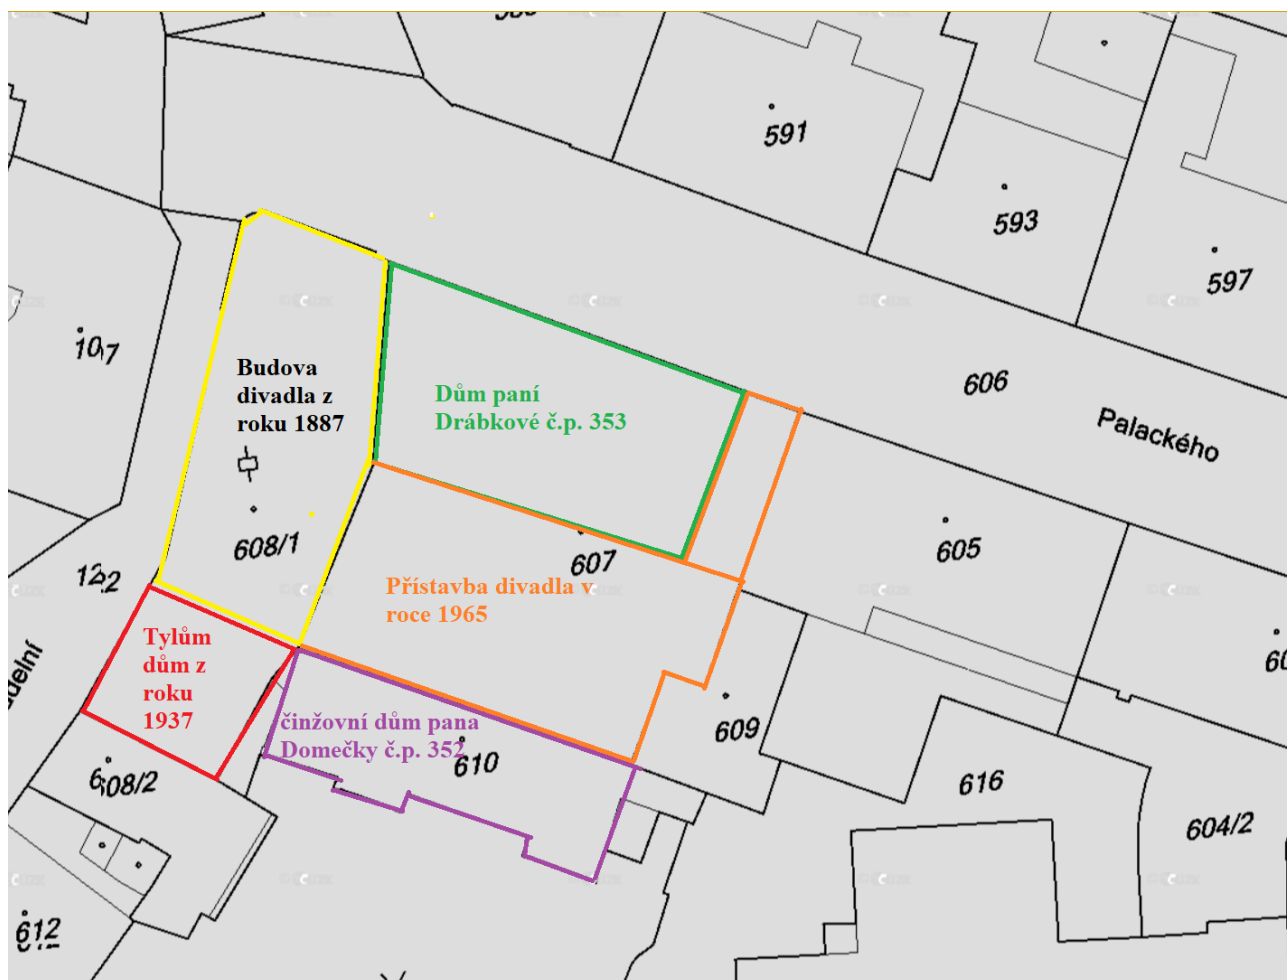 591
593
597
107
606
Palackého
Budova
divadla z
roku 1887
Dům paní
Drábkové č.p. 353
608/1
607
605
122
Přístavba divadla v
roce 1965
Tylům
dům z
roku
1937
činžovní dům pana
Domečky č.p. 352
610
609
608/2
616
604/2
612